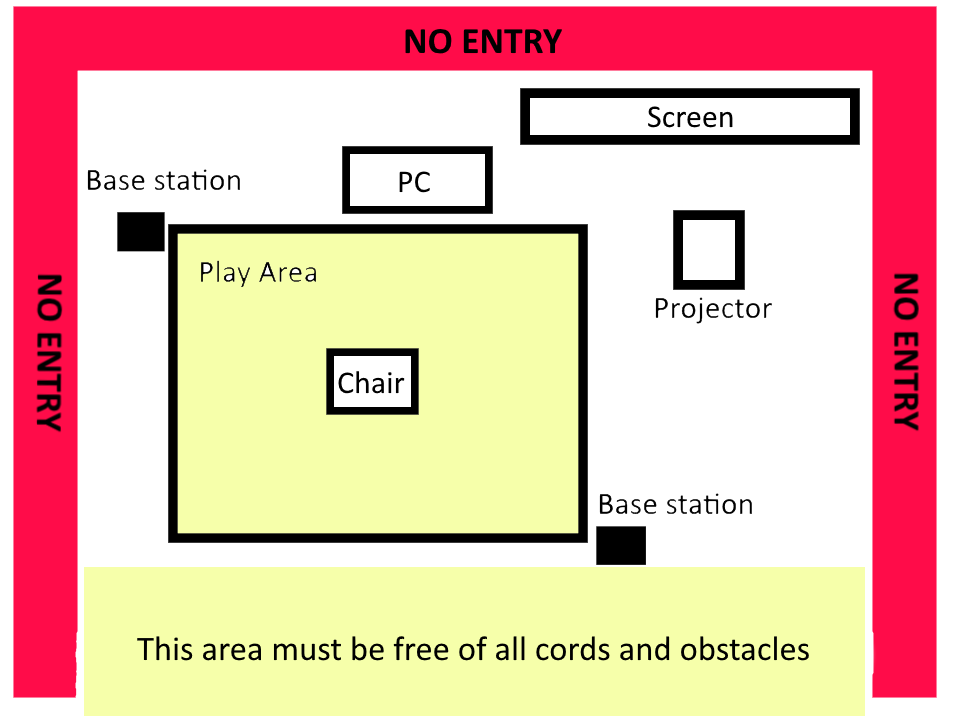 NO ENTRY
Screen
Base station
PC
Play Area
NO ENTRY
NO ENTRY
Projector
Chair
Base station
This area must be free of all cords and obstacles